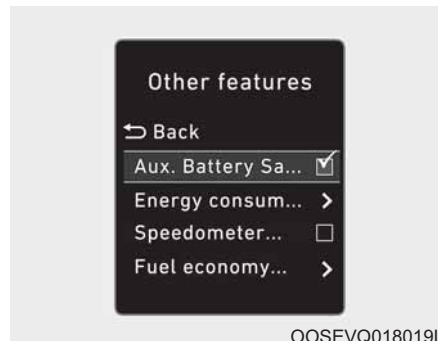 Other features
Back
Aux. Battery Sa...
Energy consum...
Speedometer...
Fuel economy...
OOSEVQ018019L